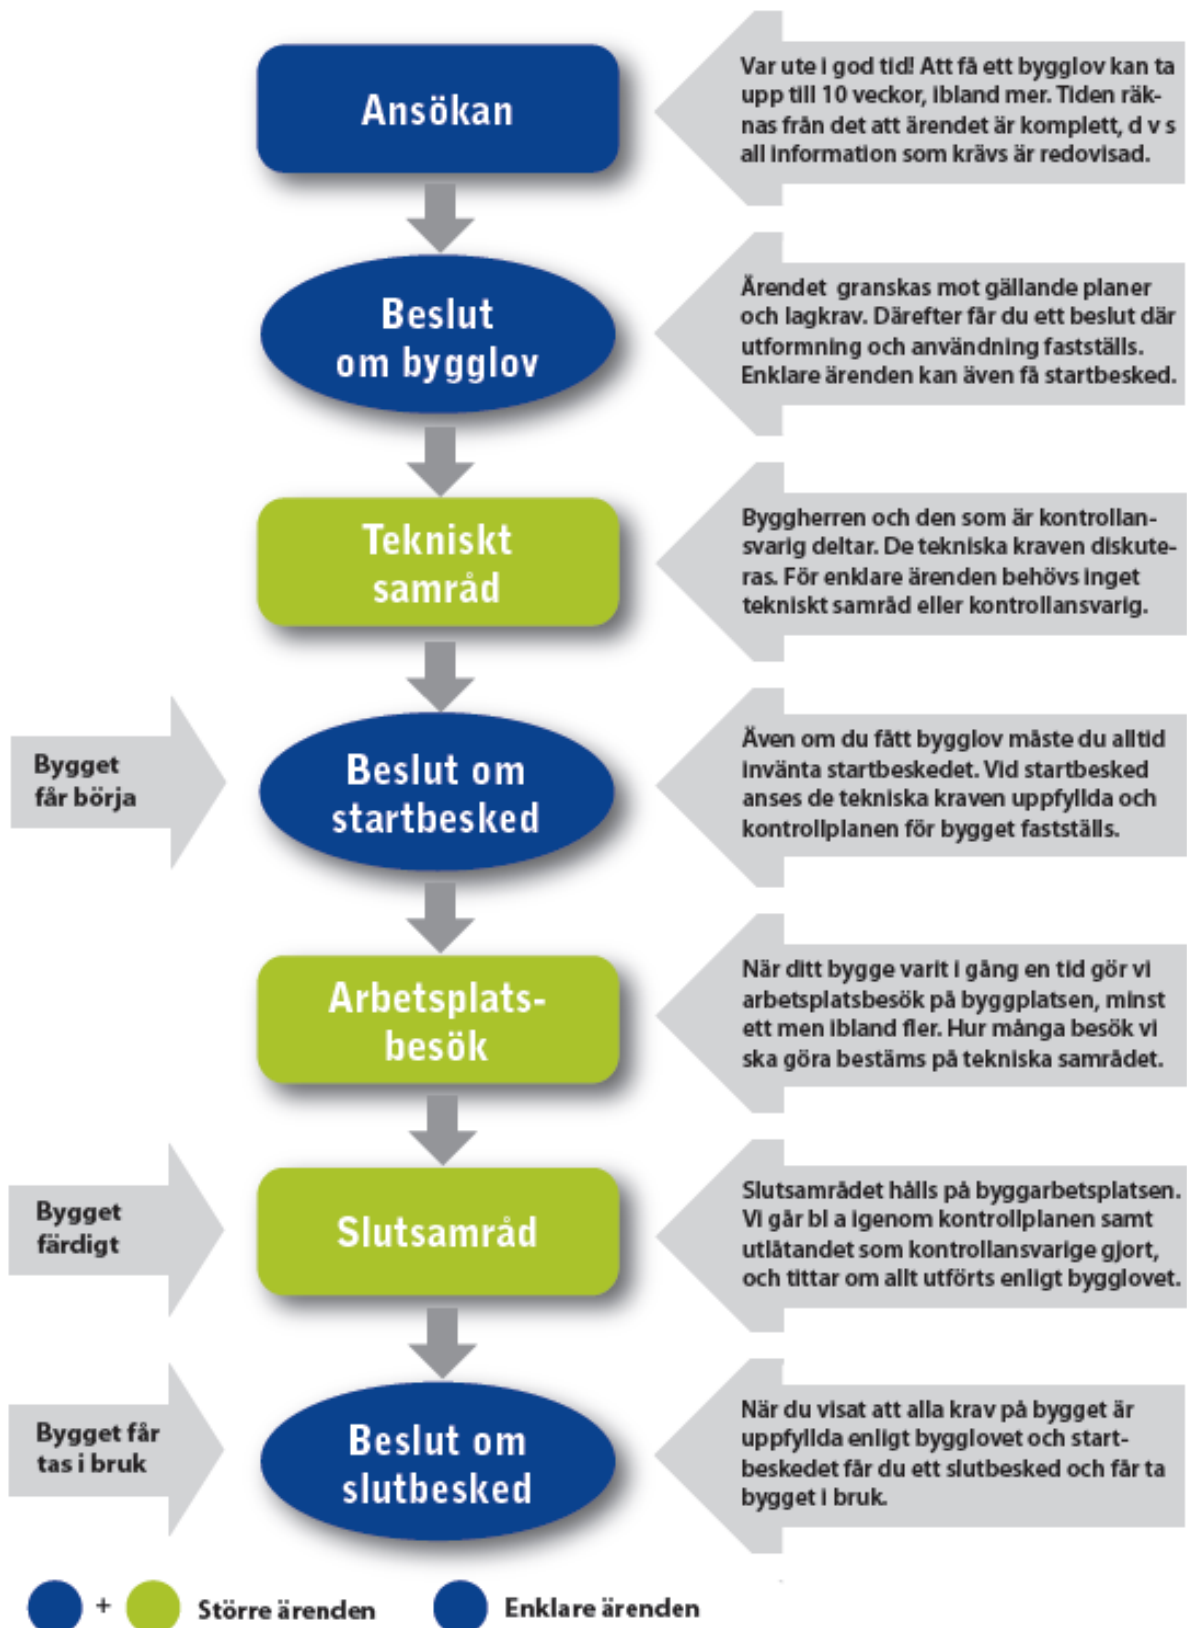 Ansökan
Var ute i god tid! Att få ett bygglov kan ta
upp till 10 veckor, ibland mer. Tiden räk-
nas från det att ärendet är komplett, d v s
all information som krävs är redovisad.
Beslut
om bygglov
Ärendet granskas mot gällande planer
och lagkrav. Därefter får du ett beslut där
utformning och användning fastställs.
Enklare ärenden kan även få startbesked.
Tekniskt
samråd
Byggherren och den som är kontrollan-
svarig deltar. De tekniska kraven diskute-
ras. För enklare ärenden behövs inget
tekniskt samråd eller kontrollansvarig.
Bygget
får börja
Beslut om
startbesked
Även om du fått bygglov måste du alltid
invänta startbeskedet. Vid startbesked
anses de tekniska kraven uppfyllda och
kontrollplanen för bygget fastställs.
Arbetsplats-
besök
När ditt bygge varit i gång en tid gör vi
arbetsplatsbesök på byggplatsen, minst
ett men ibland fler. Hur många besök vi
ska göra bestäms på tekniska samrådet.
Bygget
färdigt
Slutsamråd
Slutsamrådet hålls på byggarbetsplatsen.
Vi går bl a igenom kontrollplanen samt
utlåtandet som kontrollansvarige gjort,
och tittar om allt utförts enligt bygglovet.
Bygget får
tas i bruk
Beslut om
slutbesked
När du visat att alla krav på bygget är
uppfyllda enligt bygglovet och start-
beskedet får du ett slutbesked och får ta
bygget i bruk.
+ Större ärenden
Enklare ärenden